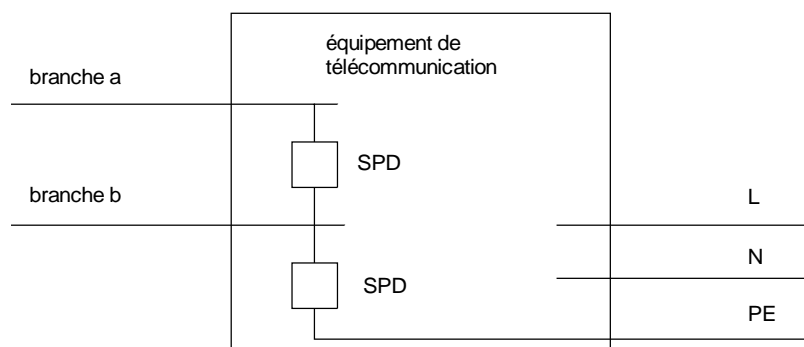 équipement de
télécommunication
branche a
SPD
branche b
L
N
SPD
PE